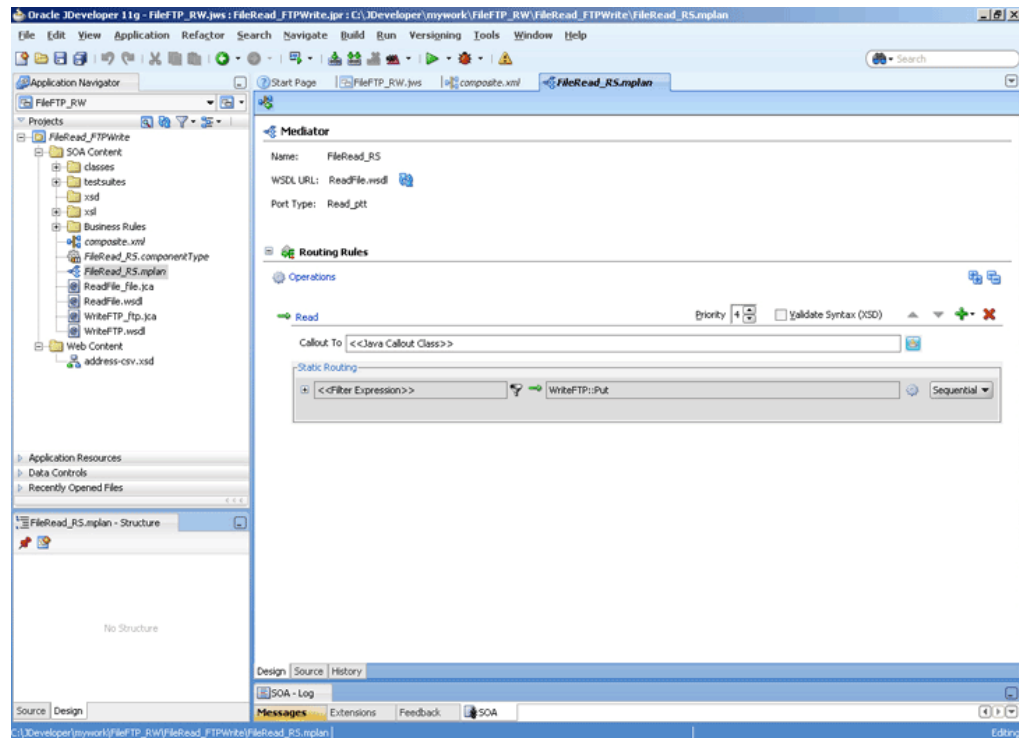 Oracle JDeveloper 11g - FileFTP_RW.jws : FileRead_FTPWrite.jpr : C:\JDeveloper\mywork\FileFTP_RW\FileRead_FTPWrite\FileRead_RS.mplan
File Edit View Application Refactor Search Navigate Build Run Versioning Tools Window Help
Search
Application Navigator
Start Page FileFTP_RW.jws composite.xml FileRead_RS.mplan
FileFTP_RW
Projects
FileRead_FTPWrite
SOA Content
classes
testsuites
xsd
xsl
Business Rules
composite.xml
FileRead_RS.componentType
FileRead_RS.mplan
ReadFile_file.jca
ReadFile.wsdl
WriteFTP_ftp.jca
WriteFTP.wsdl
Web Content
address-csv.xsd
Application Resources
Data Controls
Recently Opened Files
FileRead_RS.mplan - Structure
No Structure
Source Design
Mediator
Name: FileRead_RS
WSDL URL: ReadFile.wsdl
Port Type: Read_ptt
Routing Rules
Operations
Read Priority 4 Validate Syntax (XSD)
Callout To <<Java Callout Class>>
Static Routing
<<Filter Expression>> WriteFTP::Put Sequential
Design Source History
SOA - Log
Messages Extensions Feedback SOA
C:\JDeveloper\mywork\FileFTP_RW\FileRead_FTPWrite\FileRead_RS.mplan Editing